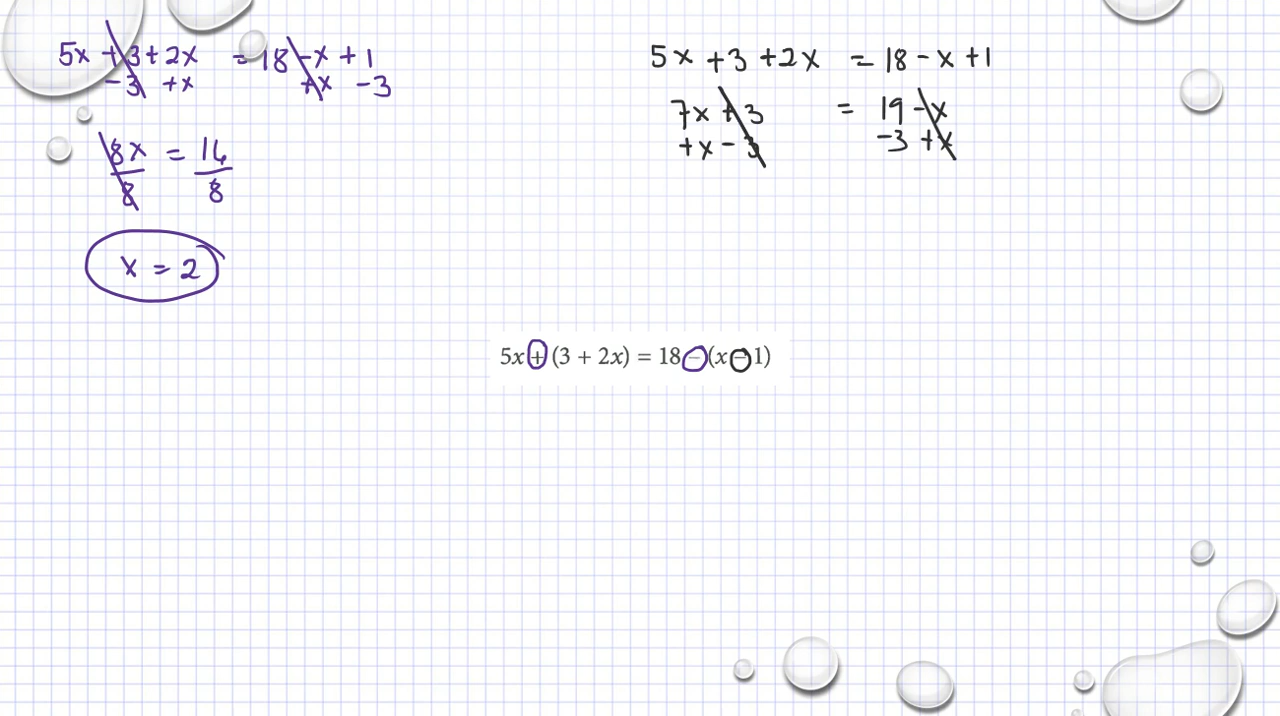 5x + 3 + 2x = 18 - x + 1
- 3 + x + x - 3
8x = 16
8 8
x = 2
5x + 3 + 2x = 18 - x + 1
7x + 3 = 19 - x
+ x - 3 - 3 + x
5x + (3 + 2x) = 18 − (x − 1)